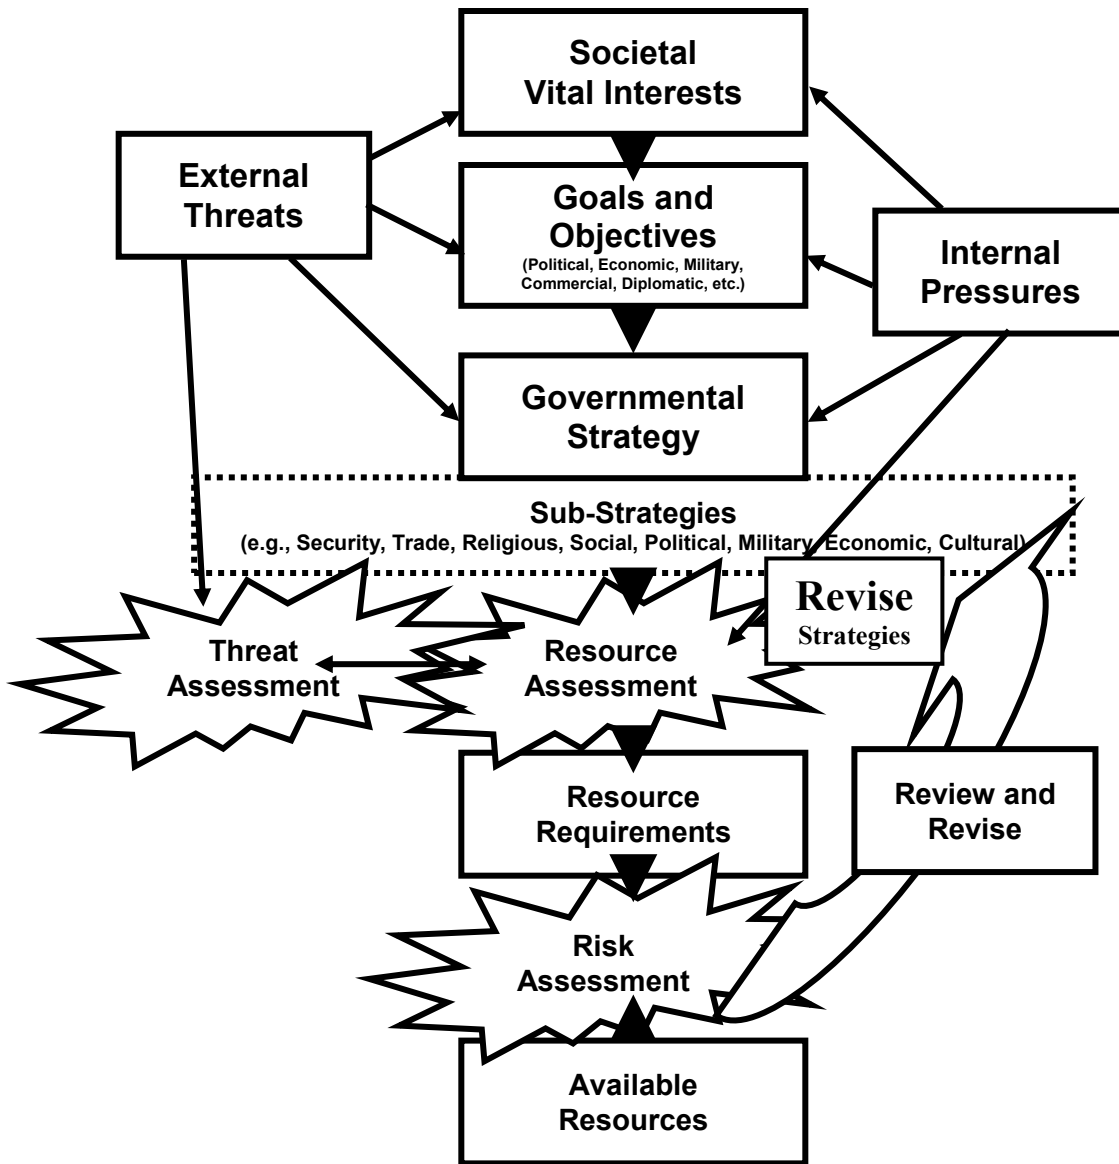 Societal
Vital Interests
External
Threats
Goals and
Objectives
(Political, Economic, Military,
Commercial, Diplomatic, etc.)
Internal
Pressures
Governmental
Strategy
Sub-Strategies
(e.g., Security, Trade, Religious, Social, Political, Military, Economic, Cultural)
Revise
Strategies
Threat
Assessment
Resource
Assessment
Resource
Requirements
Review and
Revise
Risk
Assessment
Available
Resources